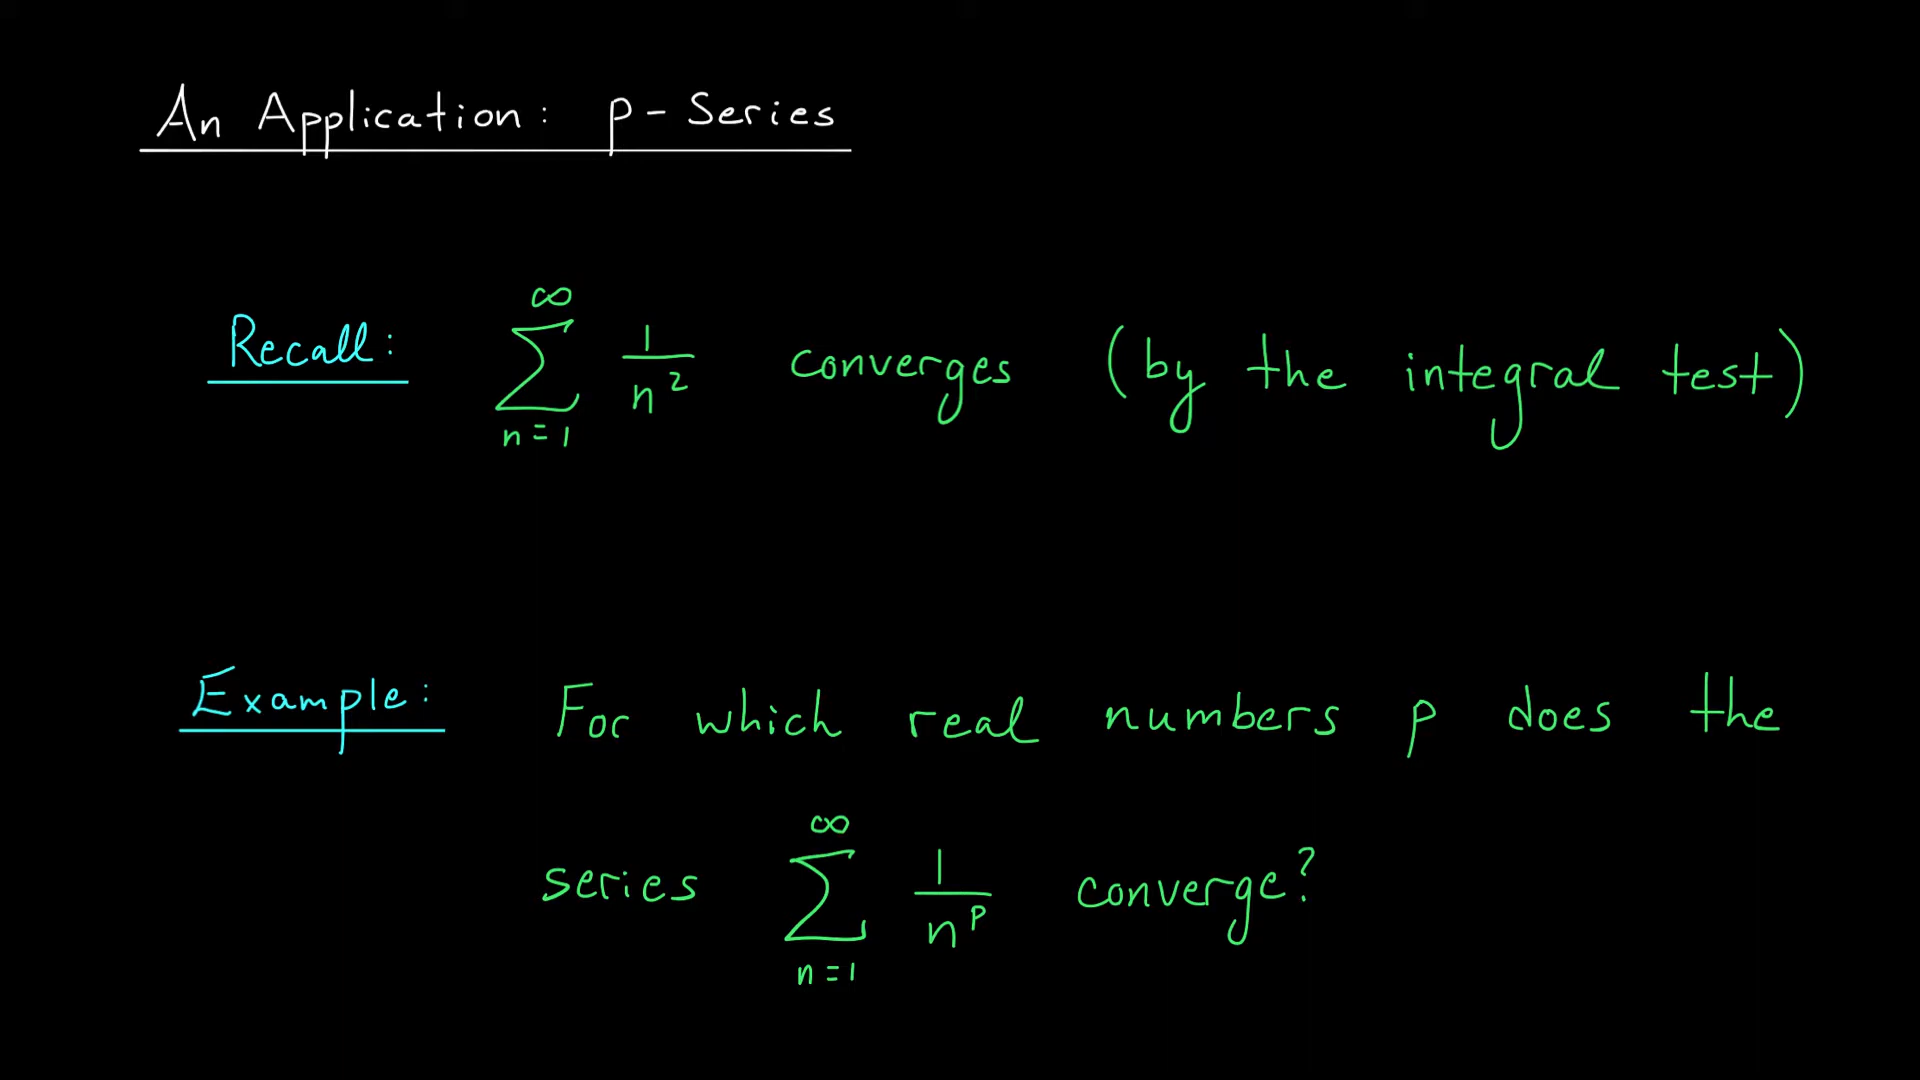 An Application: p-Series
Recall: ∞∑n=1 1/n² converges (by the integral test)
Example: For which real numbers p does the
series ∞∑n=1 1/nᵖ converge?